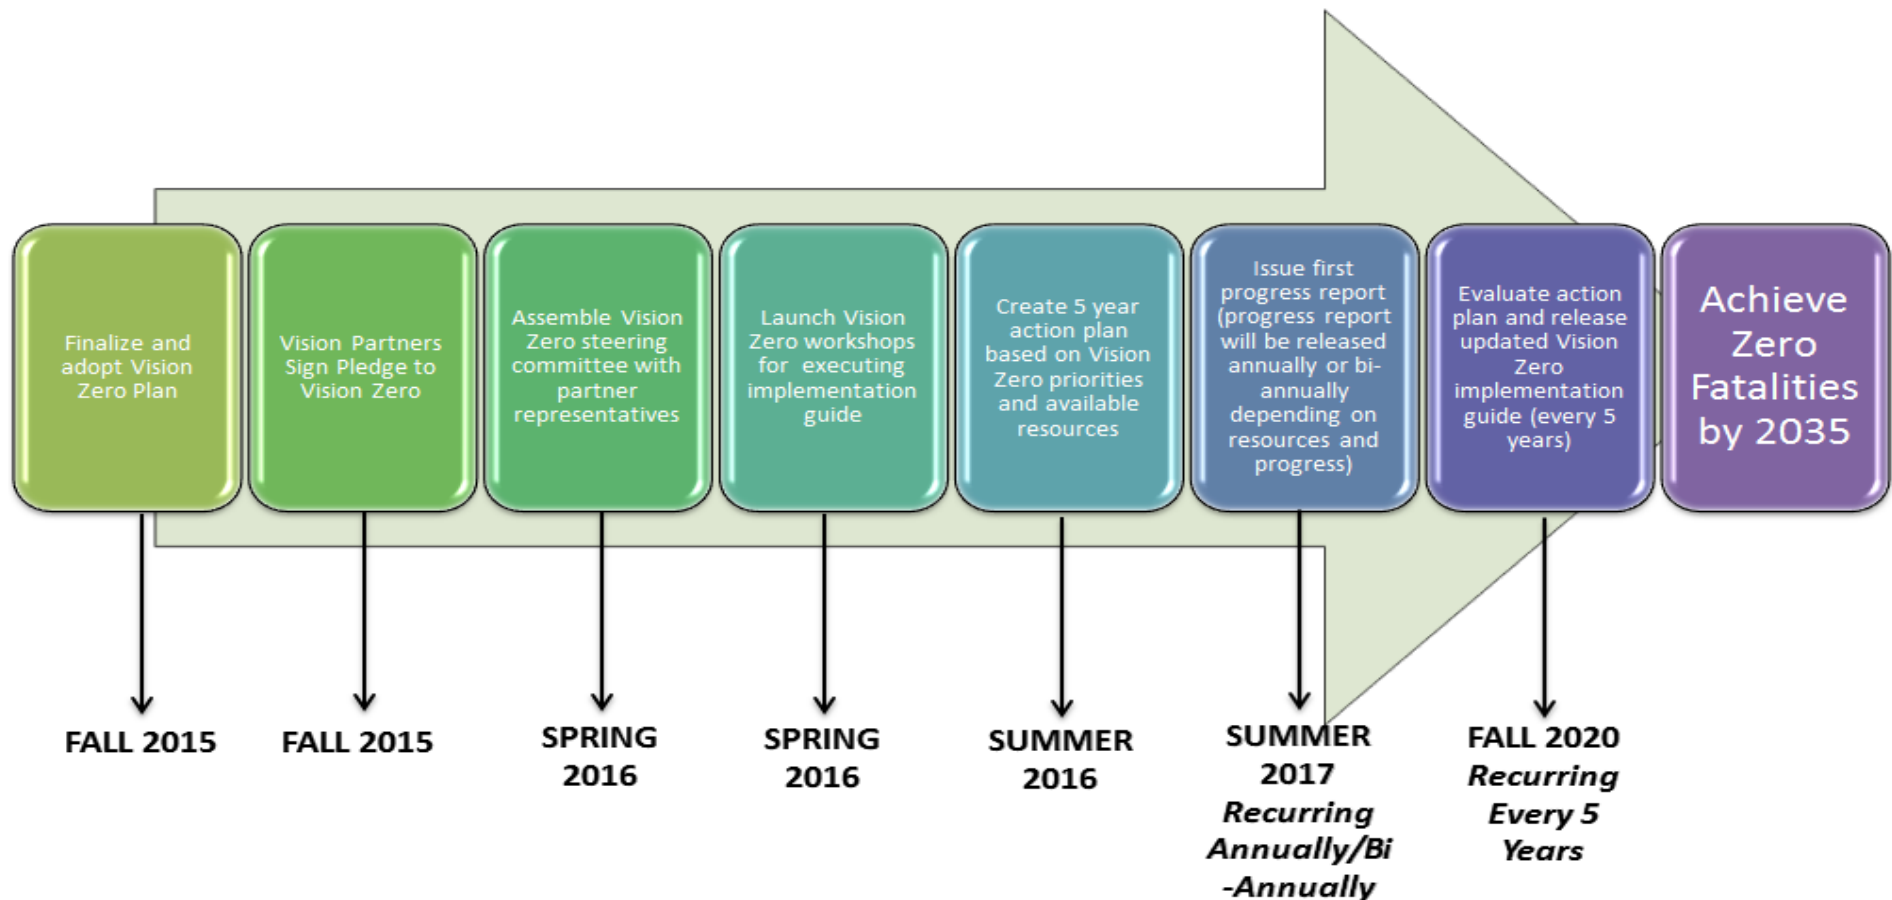 Finalize and
adopt Vision
Zero Plan
Vision Partners
Sign Pledge to
Vision Zero
Assemble Vision
Zero steering
committee with
partner
representatives
Launch Vision
Zero workshops
for executing
implementation
guide
Create 5 year
action plan
based on Vision
Zero priorities
and available
resources
Issue first
progress report
(progress report
will be released
annually or bi-
annually
depending on
resources and
progress)
Evaluate action
plan and release
updated Vision
Zero
implementation
guide (every 5
years)
Achieve
Zero
Fatalities
by 2035
FALL 2015
FALL 2015
SPRING
2016
SPRING
2016
SUMMER
2016
SUMMER
2017
Recurring
Annually/Bi
-Annually
FALL 2020
Recurring
Every 5
Years